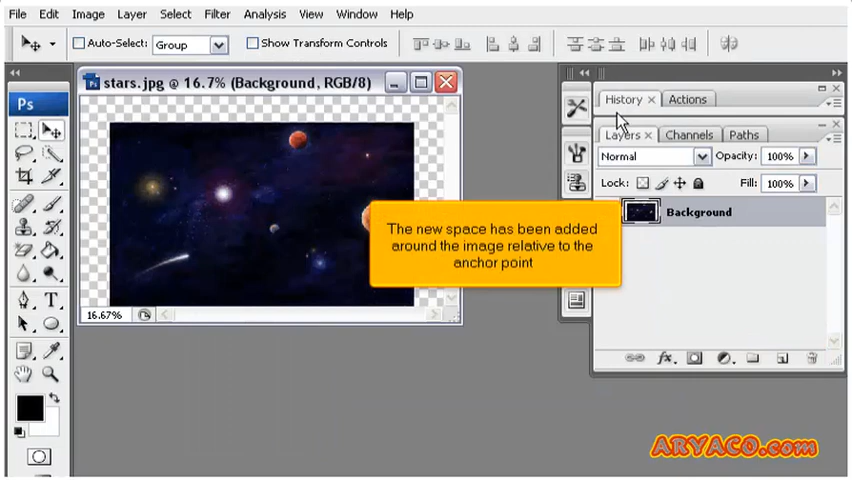 File Edit Image Layer Select Filter Analysis View Window Help
Auto-Select: Group Show Transform Controls
stars.jpg @ 16.7% (Background, RGB/8)
Ps
History Actions
Layers Channels Paths
Normal Opacity: 100%
Lock: Fill: 100%
Background
The new space has been added
around the image relative to the
anchor point
16.67%
ARYACO.com